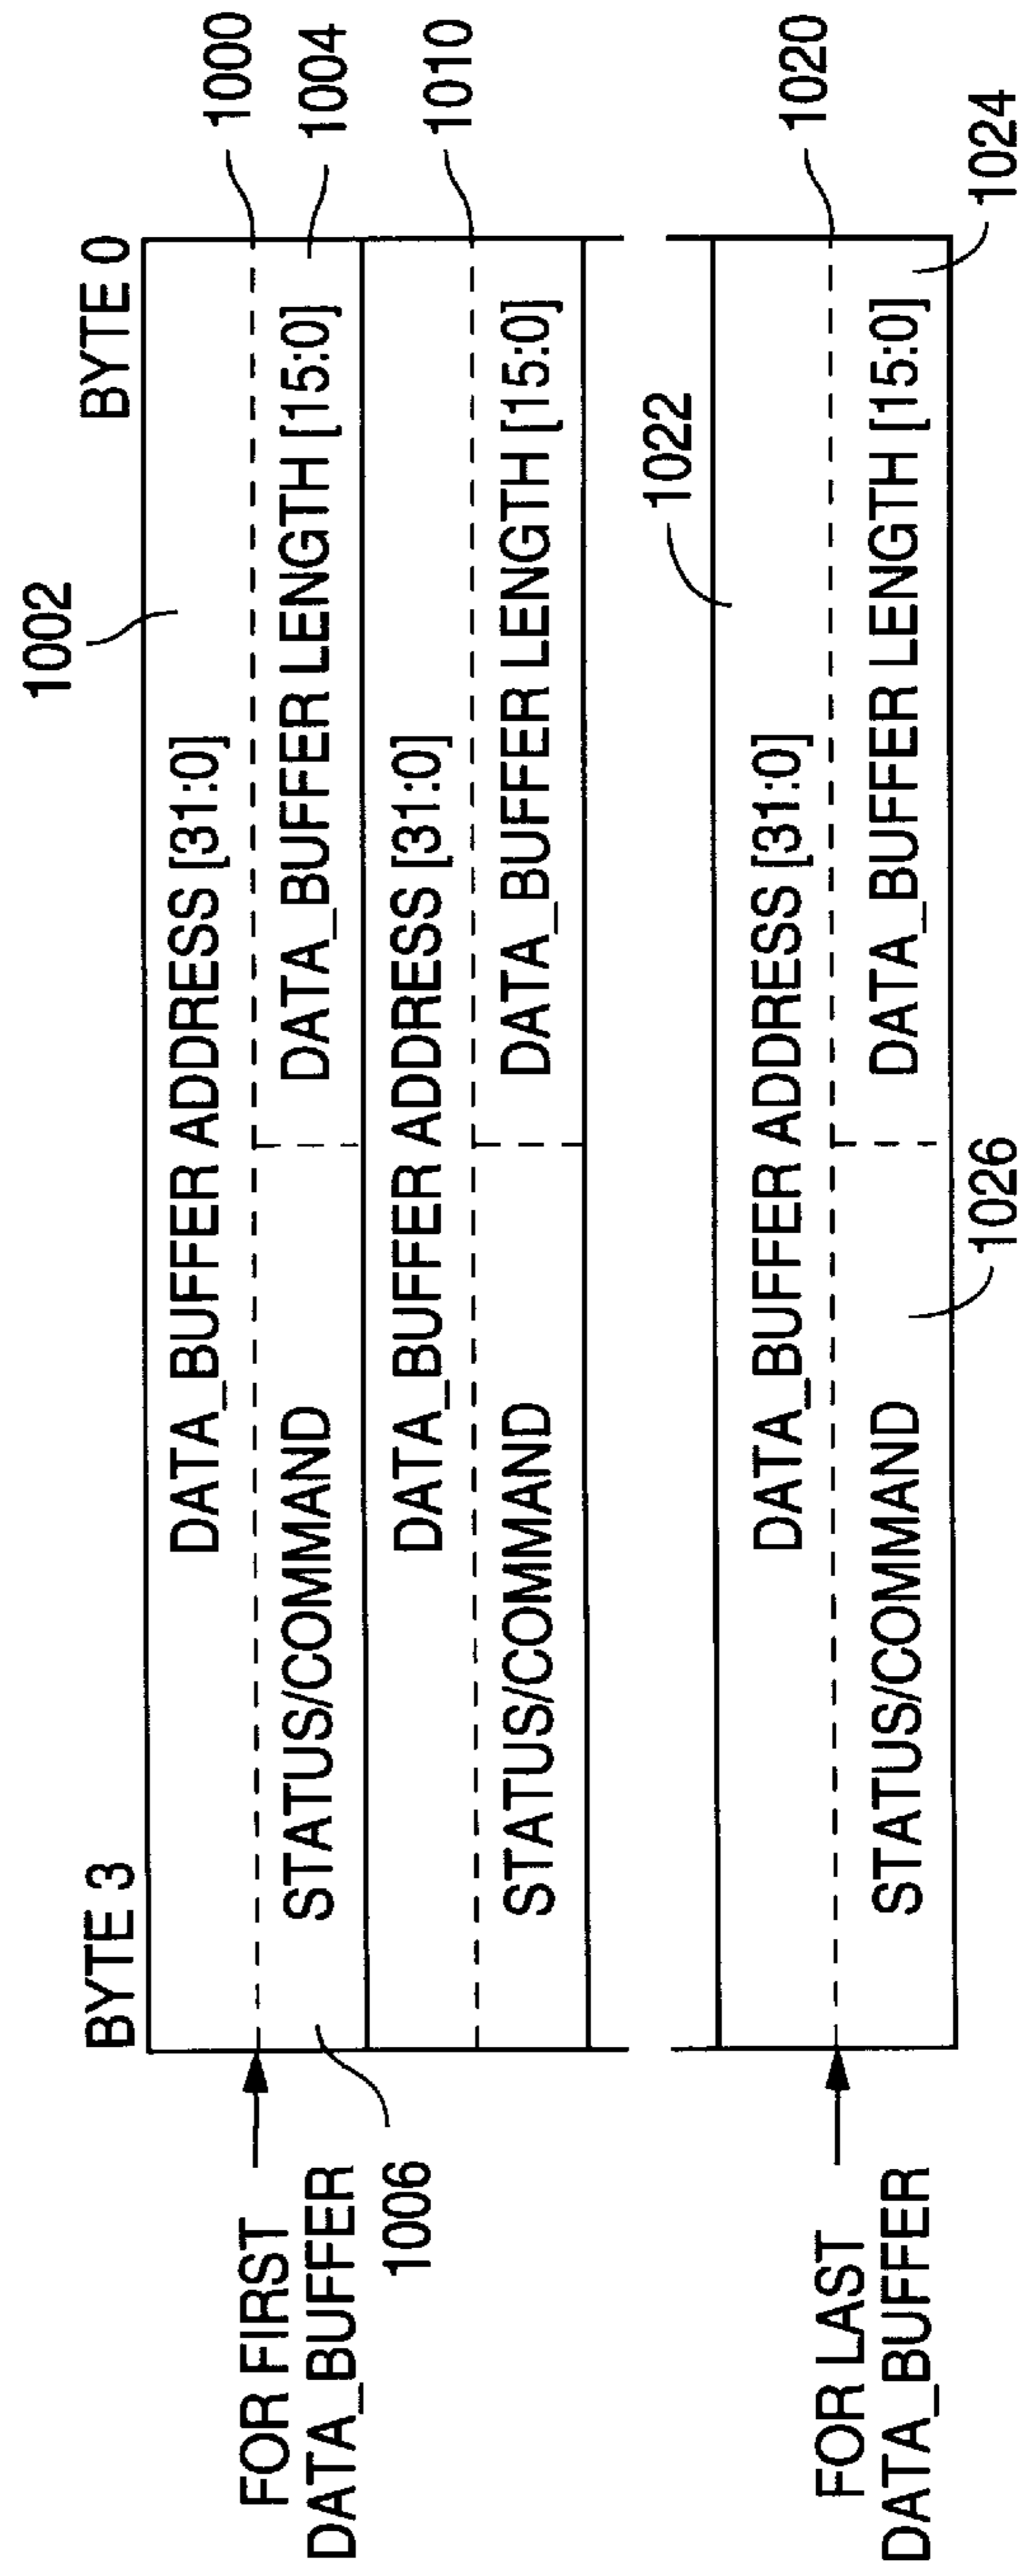 1002
BYTE 3
BYTE 0
1000
DATA_BUFFER ADDRESS [31:0]
1004
FOR FIRST
DATA_BUFFER
STATUS/COMMAND
DATA_BUFFER LENGTH [15:0]
1006
DATA_BUFFER ADDRESS [31:0]
1010
STATUS/COMMAND
DATA_BUFFER LENGTH [15:0]
1022
DATA_BUFFER ADDRESS [31:0]
1020
FOR LAST
DATA_BUFFER
STATUS/COMMAND
DATA_BUFFER LENGTH [15:0]
1026
1024